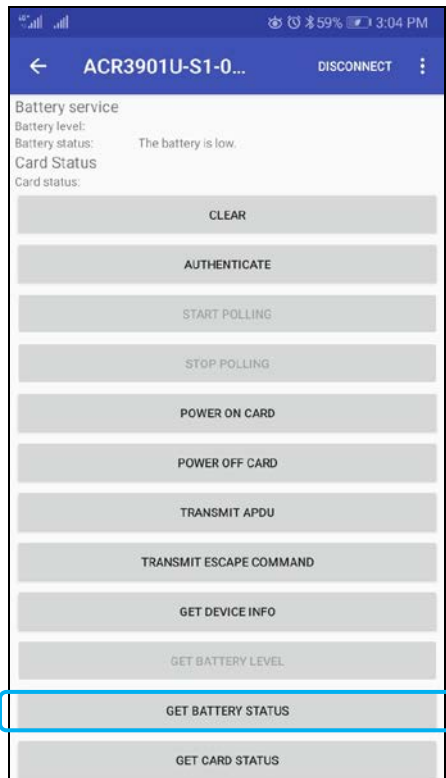 59% 3:04 PM
ACR3901U-S1-0... DISCONNECT
Battery service
Battery level:
Battery status: The battery is low.
Card Status
Card status:
CLEAR
AUTHENTICATE
START POLLING
STOP POLLING
POWER ON CARD
POWER OFF CARD
TRANSMIT APDU
TRANSMIT ESCAPE COMMAND
GET DEVICE INFO
GET BATTERY LEVEL
GET BATTERY STATUS
GET CARD STATUS